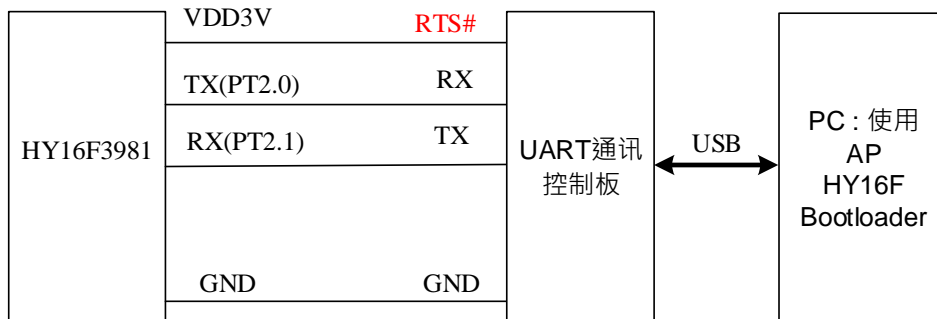 VDD3V
RTS#
TX(PT2.0)
RX
RX(PT2.1)
TX
HY16F3981
UART通讯
控制板
USB
PC : 使用
AP
HY16F
Bootloader
GND
GND